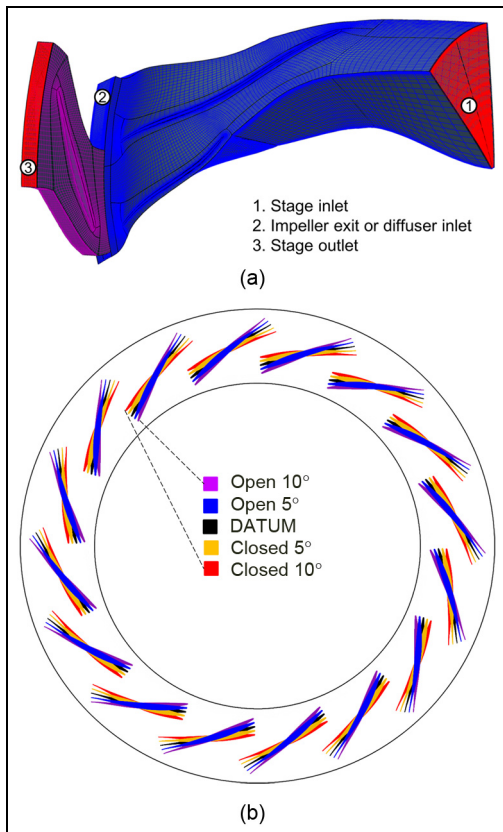 3
2
1
1. Stage inlet
2. Impeller exit or diffuser inlet
3. Stage outlet
(a)
Open 10°
Open 5°
DATUM
Closed 5°
Closed 10°
(b)